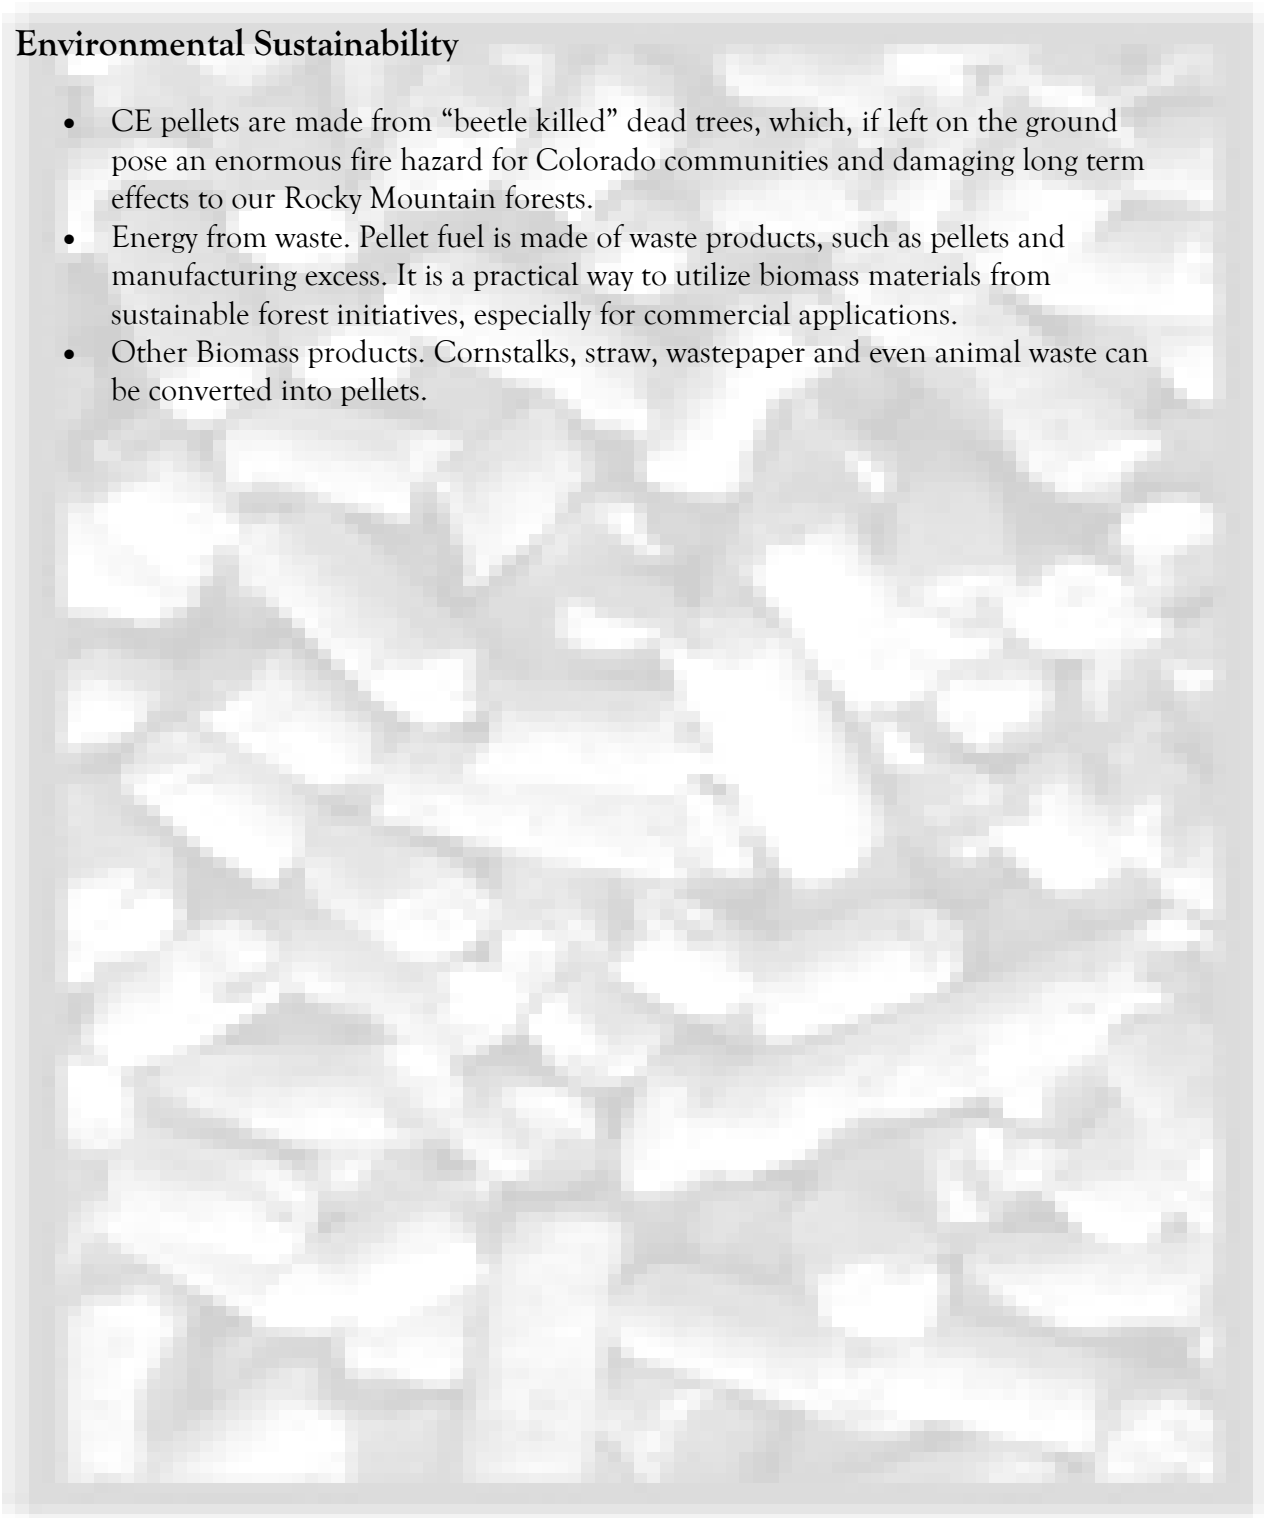 Environmental Sustainability
• CE pellets are made from “beetle killed” dead trees, which, if left on the ground
pose an enormous fire hazard for Colorado communities and damaging long term
effects to our Rocky Mountain forests.
• Energy from waste. Pellet fuel is made of waste products, such as pellets and
manufacturing excess. It is a practical way to utilize biomass materials from
sustainable forest initiatives, especially for commercial applications.
• Other Biomass products. Cornstalks, straw, wastepaper and even animal waste can
be converted into pellets.